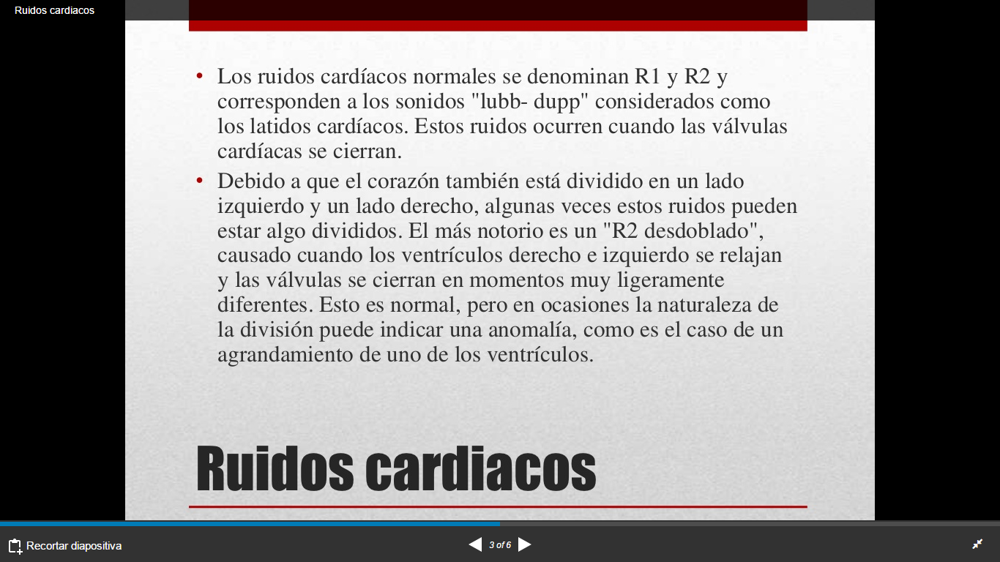 Ruidos cardiacos
• Los ruidos cardíacos normales se denominan R1 y R2 y
corresponden a los sonidos "lubb- dupp" considerados como
los latidos cardíacos. Estos ruidos ocurren cuando las válvulas
cardíacas se cierran.
• Debido a que el corazón también está dividido en un lado
izquierdo y un lado derecho, algunas veces estos ruidos pueden
estar algo divididos. El más notorio es un "R2 desdoblado",
causado cuando los ventrículos derecho e izquierdo se relajan
y las válvulas se cierran en momentos muy ligeramente
diferentes. Esto es normal, pero en ocasiones la naturaleza de
la división puede indicar una anomalía, como es el caso de un
agrandamiento de uno de los ventrículos.
Ruidos cardiacos
Recortar diapositiva
3 of 6